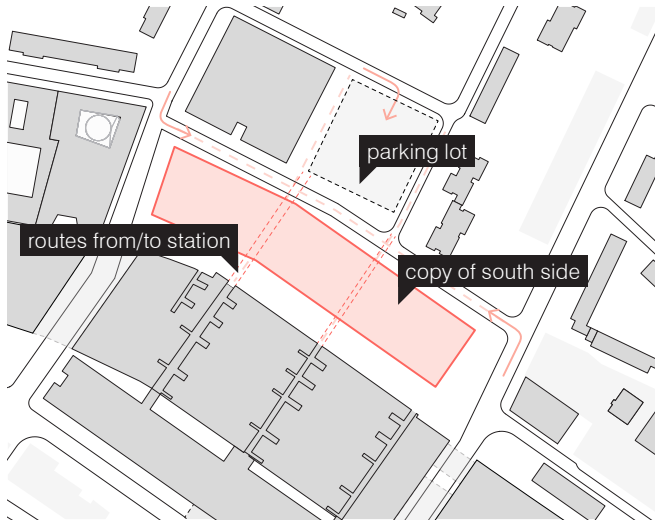 parking lot
routes from/to station
copy of south side